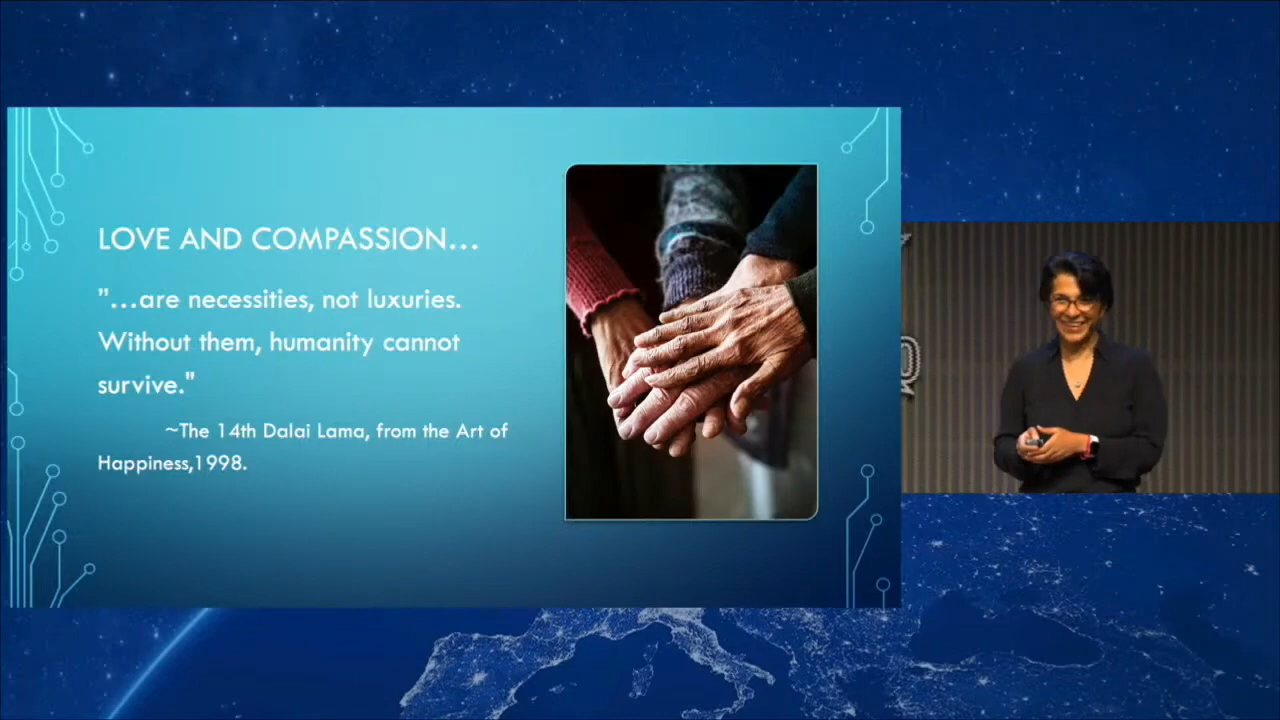 LOVE AND COMPASSION...
"...are necessities, not luxuries.
Without them, humanity cannot
survive."
~The 14th Dalai Lama, from the Art of
Happiness,1998.